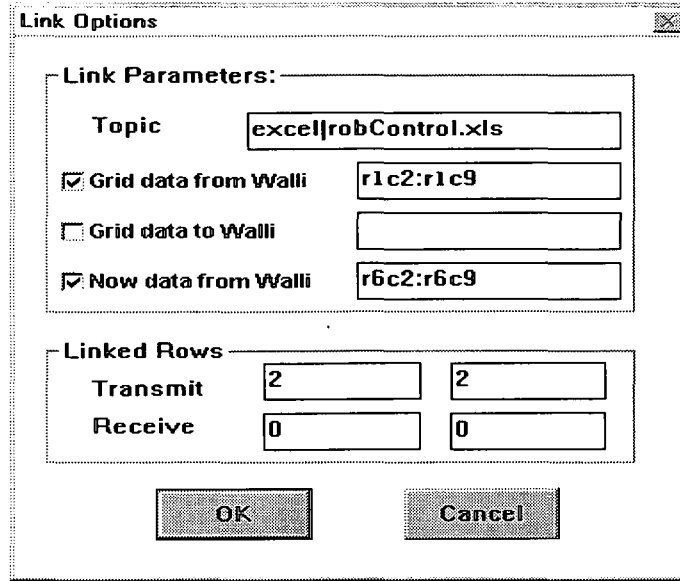 Link Options
Link Parameters:
Topic excel|robControl.xls
Grid data from Walli r1c2:r1c9
Grid data to Walli
Now data from Walli r6c2:r6c9
Linked Rows
Transmit 2 2
Receive 0 0
OK Cancel